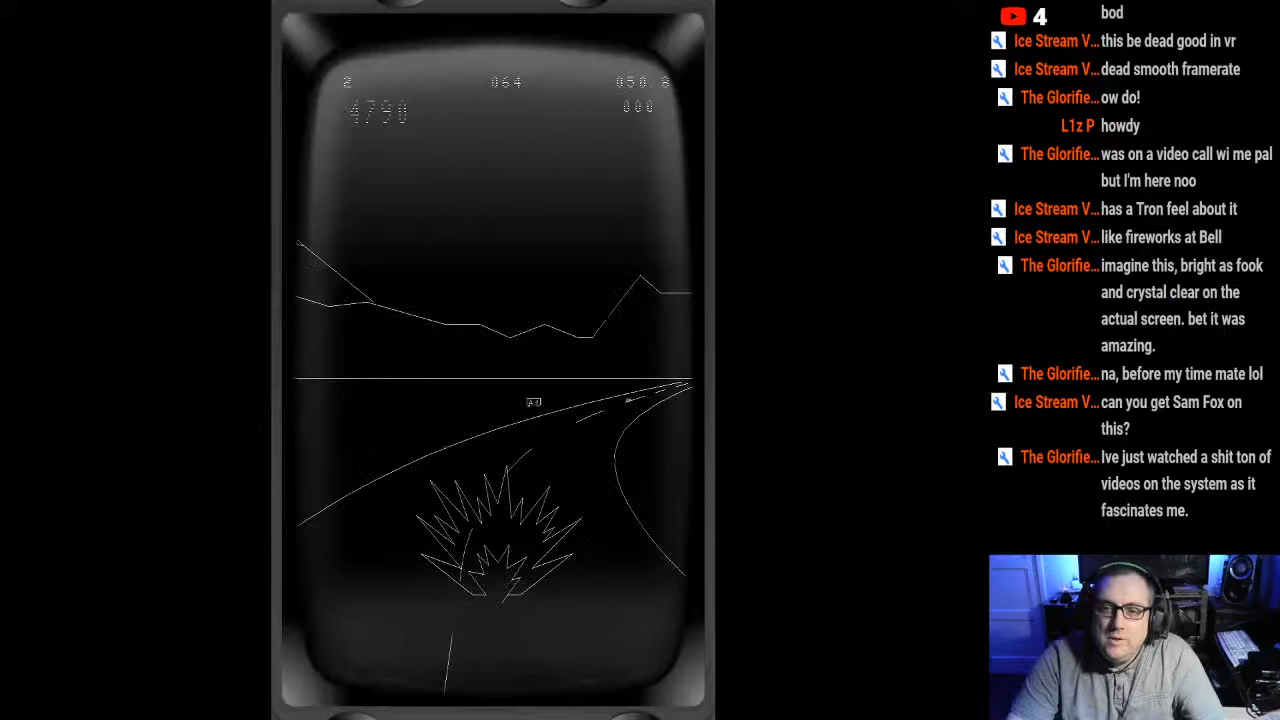 2 064 050.8
4790 000
4
bod
Ice Stream V... this be dead good in vr
Ice Stream V... dead smooth framerate
The Glorifie... ow do!
L1z P howdy
The Glorifie... was on a video call wi me pal
but I'm here noo
Ice Stream V... has a Tron feel about it
Ice Stream V... like fireworks at Bell
The Glorifie... imagine this, bright as fook
and crystal clear on the
actual screen. bet it was
amazing.
The Glorifie... na, before my time mate lol
Ice Stream V... can you get Sam Fox on
this?
The Glorifie... Ive just watched a shit ton of
videos on the system as it
fascinates me.